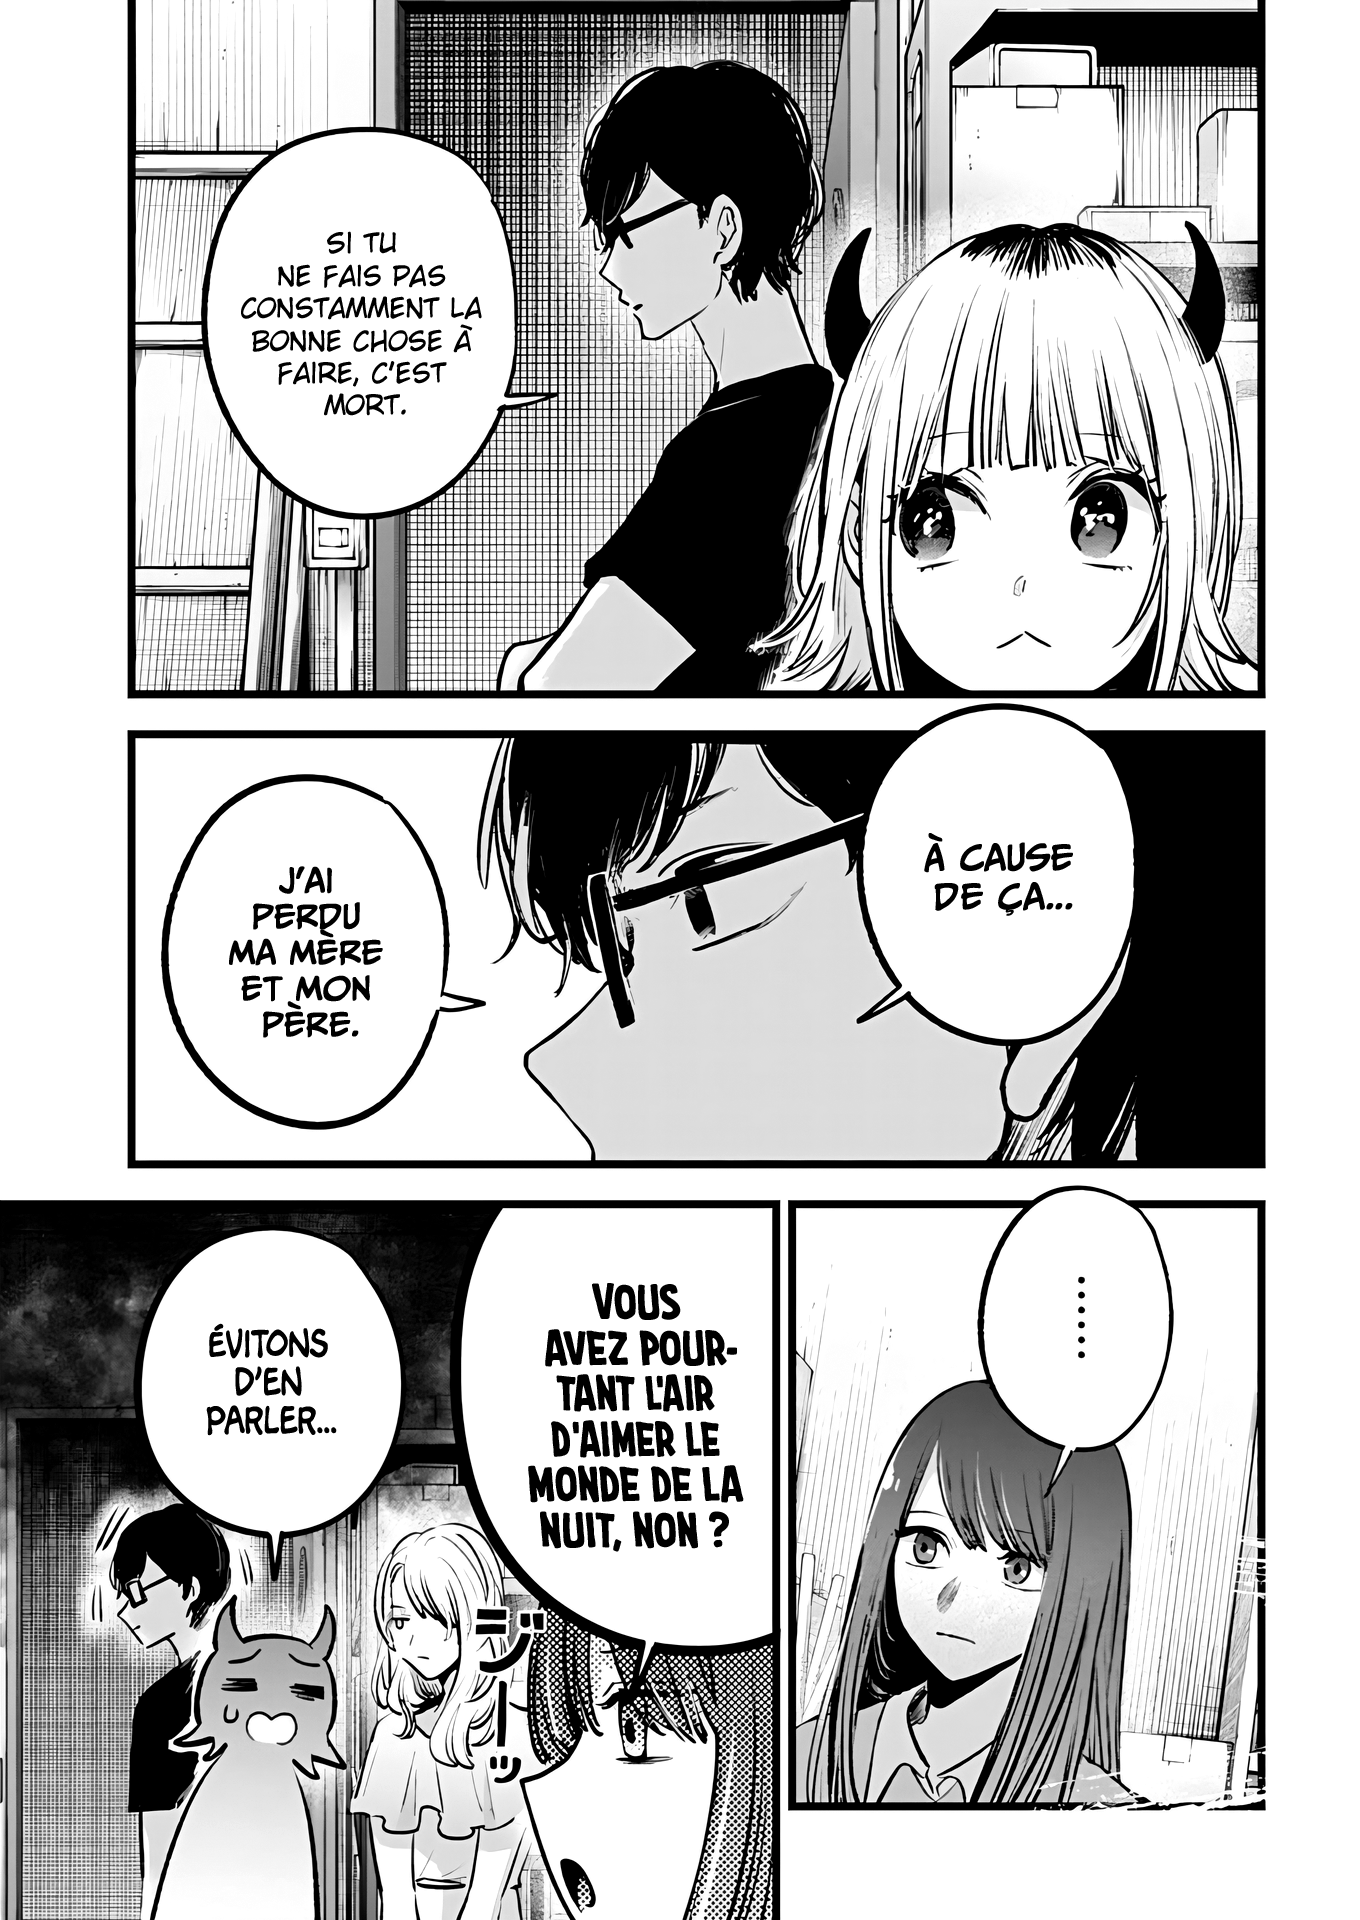 SI TU
NE FAIS PAS
CONSTAMMENT LA
BONNE CHOSE À
FAIRE, C'EST
MORT.
À CAUSE
DE ÇA...
J'AI
PERDU
MA MÈRE
ET MON
PÈRE.
......
VOUS
AVEZ POUR-
TANT L'AIR
D'AIMER LE
MONDE DE LA
NUIT, NON ?
ÉVITONS
D'EN
PARLER...
ジーッ